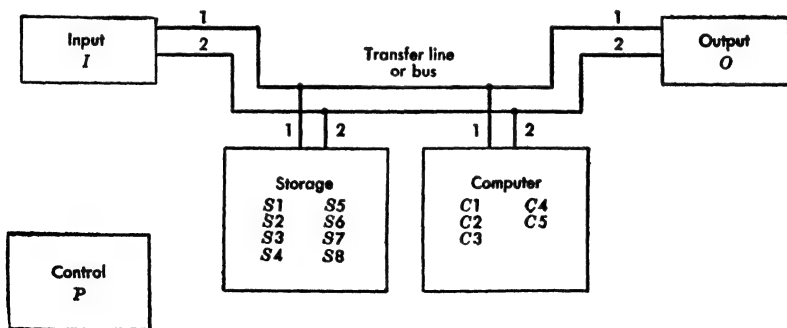 1
1
Input
I
2
Transfer line
or bus
2
Output
O
1
2
1
2
Storage
S1 S5
S2 S6
S3 S7
S4 S8
Computer
C1 C4
C2 C5
C3
Control
P